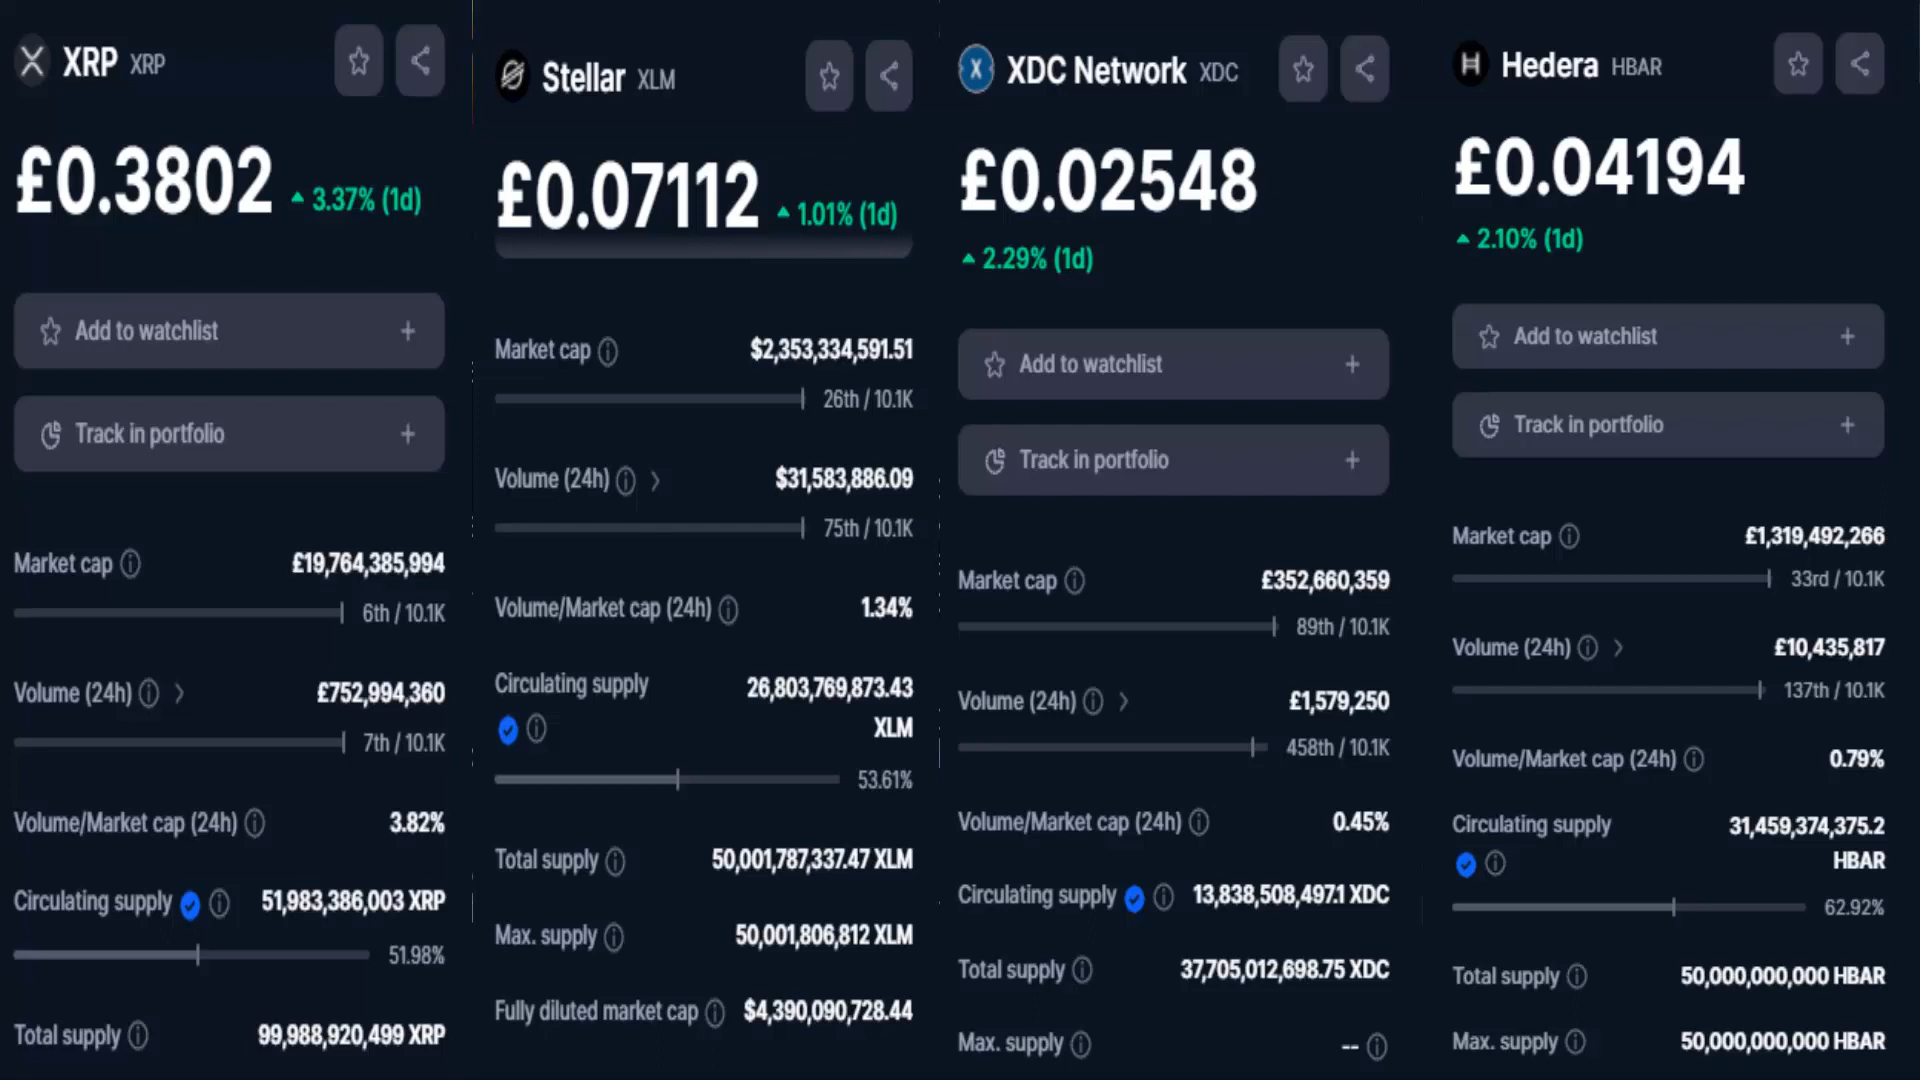 XRP XRP
£0.3802 3.37% (1d)
Add to watchlist +
Track in portfolio +
Market cap £19,764,385,994
6th / 10.1K
Volume (24h) £752,994,360
7th / 10.1K
Volume/Market cap (24h) 3.82%
Circulating supply 51,983,386,003 XRP
51.98%
Total supply 99,988,920,499 XRP
Stellar XLM
£0.07112 1.01% (1d)
Market cap $2,353,334,591.51
26th / 10.1K
Volume (24h) $31,583,886.09
75th / 10.1K
Volume/Market cap (24h) 1.34%
Circulating supply 26,803,769,873.43
XLM
53.61%
Total supply 50,001,787,337.47 XLM
Max. supply 50,001,806,812 XLM
Fully diluted market cap $4,390,090,728.44
XDC Network XDC
£0.02548
2.29% (1d)
Add to watchlist +
Track in portfolio +
Market cap £352,660,359
89th / 10.1K
Volume (24h) £1,579,250
458th / 10.1K
Volume/Market cap (24h) 0.45%
Circulating supply 13,838,508,497.1 XDC
Total supply 37,705,012,698.75 XDC
Max. supply --
Hedera HBAR
£0.04194
2.10% (1d)
Add to watchlist +
Track in portfolio +
Market cap £1,319,492,266
33rd / 10.1K
Volume (24h) £10,435,817
137th / 10.1K
Volume/Market cap (24h) 0.79%
Circulating supply 31,459,374,375.2
HBAR
62.92%
Total supply 50,000,000,000 HBAR
Max. supply 50,000,000,000 HBAR